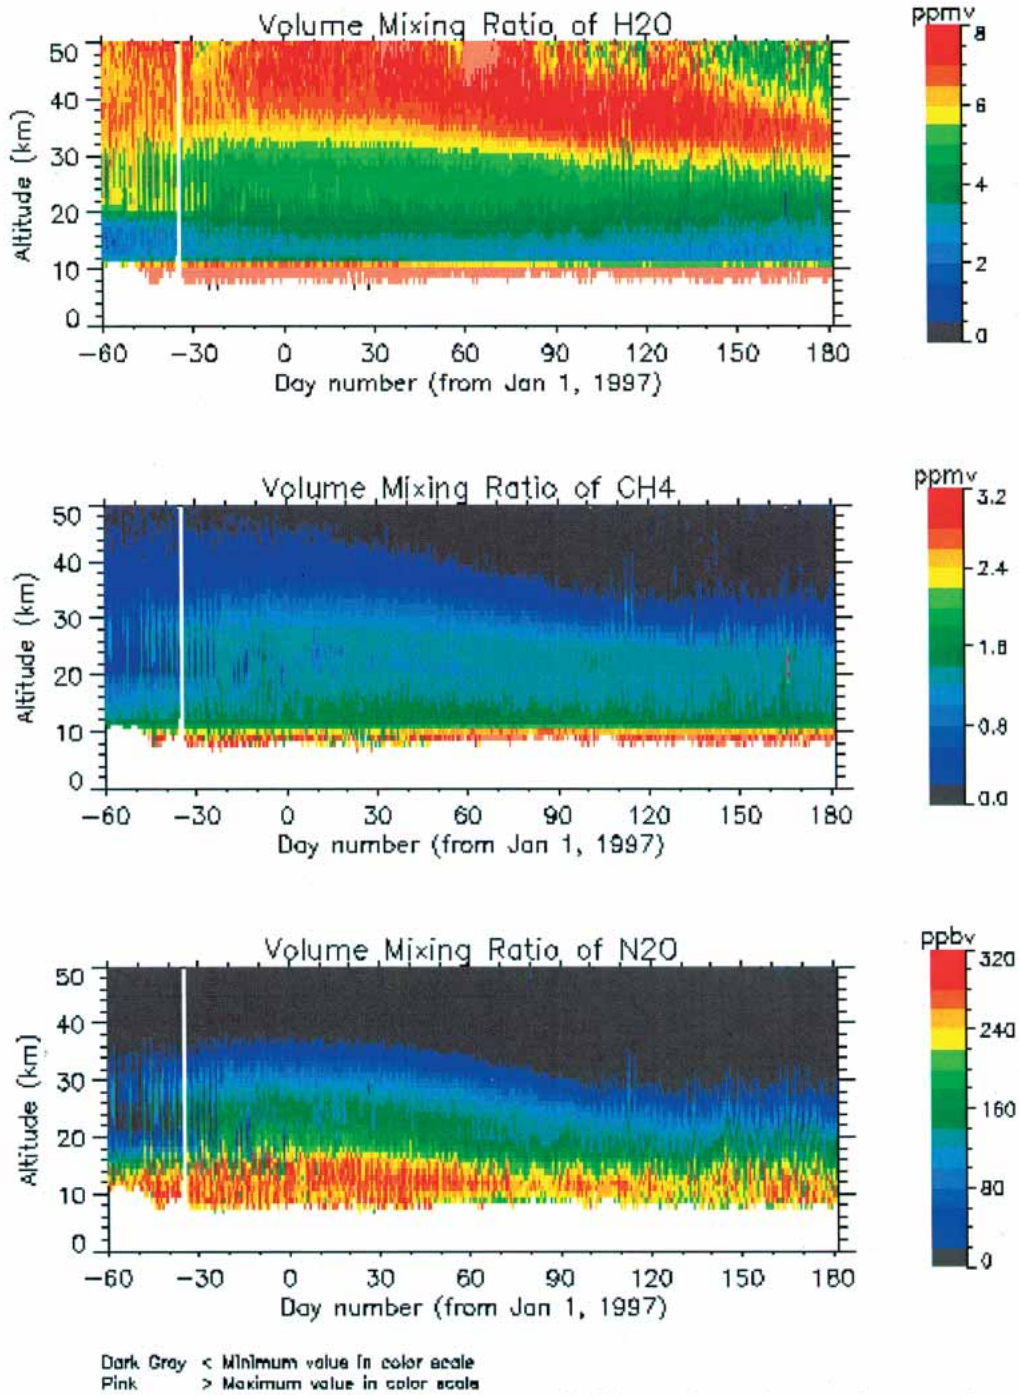 Volume Mixing Ratio of H2O
ppmv
50
40
30
20
10
0
Altitude (km)
-60 -30 0 30 60 90 120 150 180
Day number (from Jan 1, 1997)
8
6
4
2
0
Volume Mixing Ratio of CH4
ppmv
50
40
30
20
10
0
Altitude (km)
-60 -30 0 30 60 90 120 150 180
Day number (from Jan 1, 1997)
3.2
2.4
1.8
0.8
0.0
Volume Mixing Ratio of N2O
ppbv
50
40
30
20
10
0
Altitude (km)
-60 -30 0 30 60 90 120 150 180
Day number (from Jan 1, 1997)
320
240
160
80
0
Dark Gray < Minimum value in color scale
Pink > Maximum value in color scale